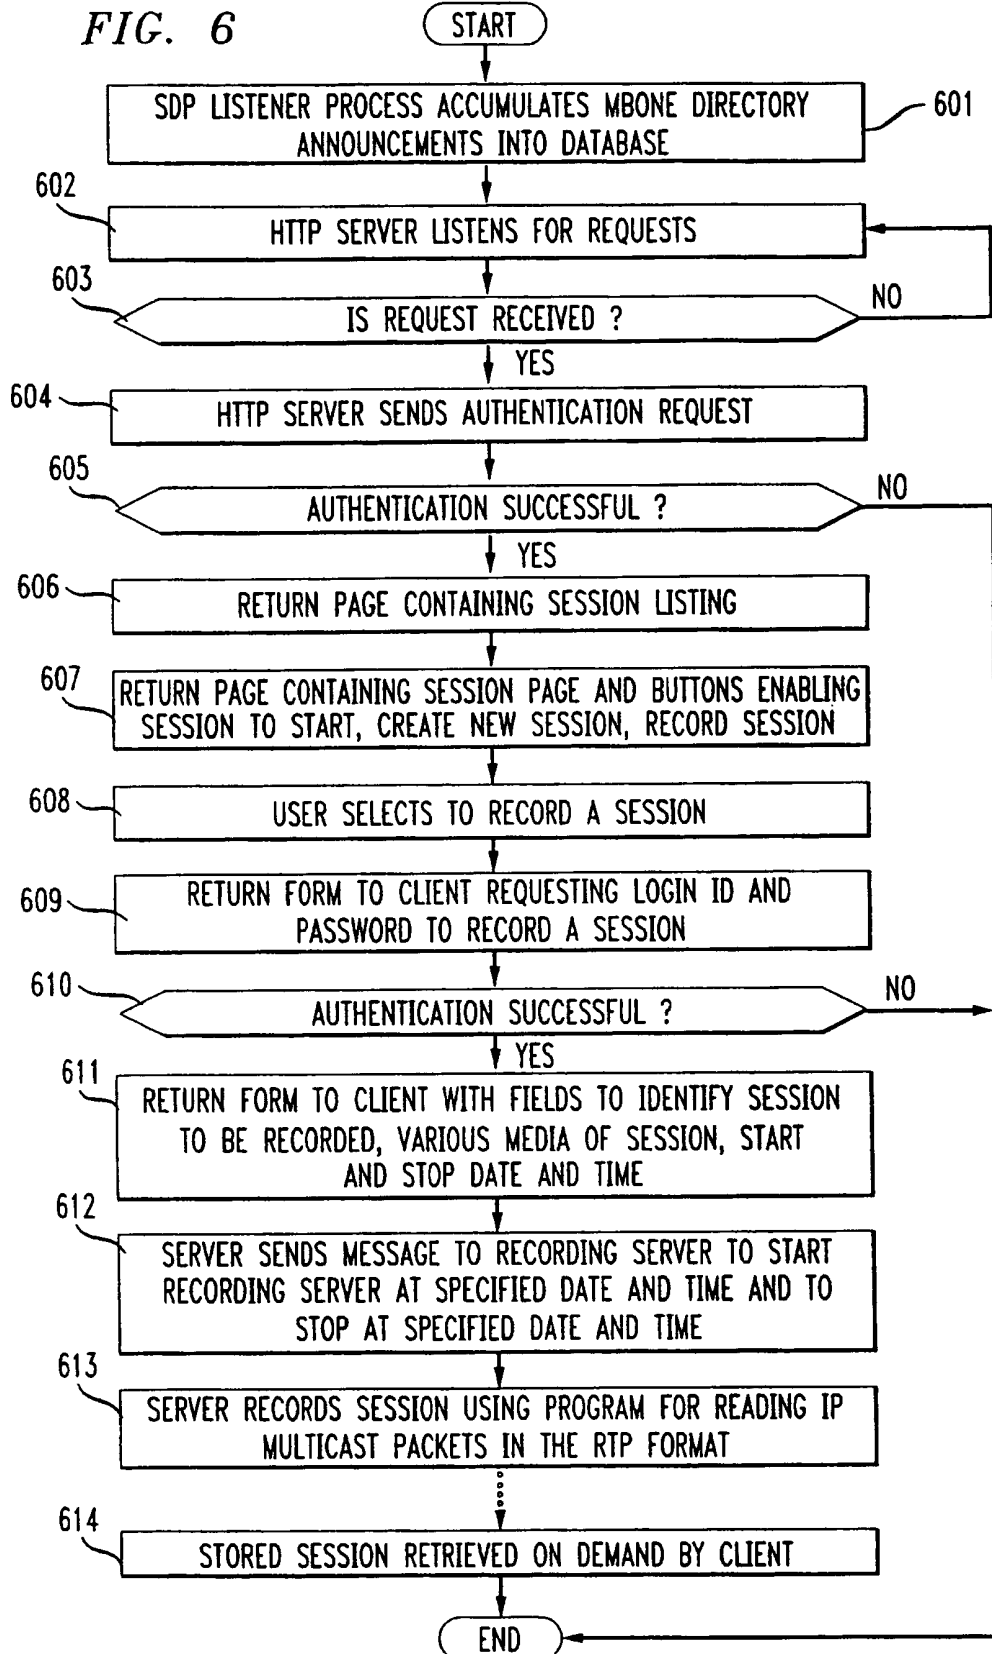 FIG. 6
START
SDP LISTENER PROCESS ACCUMULATES MBONE DIRECTORY
ANNOUNCEMENTS INTO DATABASE
601
602
HTTP SERVER LISTENS FOR REQUESTS
603
IS REQUEST RECEIVED ?
NO
YES
604
HTTP SERVER SENDS AUTHENTICATION REQUEST
605
AUTHENTICATION SUCCESSFUL ?
NO
YES
606
RETURN PAGE CONTAINING SESSION LISTING
607
RETURN PAGE CONTAINING SESSION PAGE AND BUTTONS ENABLING
SESSION TO START, CREATE NEW SESSION, RECORD SESSION
608
USER SELECTS TO RECORD A SESSION
609
RETURN FORM TO CLIENT REQUESTING LOGIN ID AND
PASSWORD TO RECORD A SESSION
610
AUTHENTICATION SUCCESSFUL ?
NO
YES
611
RETURN FORM TO CLIENT WITH FIELDS TO IDENTIFY SESSION
TO BE RECORDED, VARIOUS MEDIA OF SESSION, START
AND STOP DATE AND TIME
612
SERVER SENDS MESSAGE TO RECORDING SERVER TO START
RECORDING SERVER AT SPECIFIED DATE AND TIME AND TO
STOP AT SPECIFIED DATE AND TIME
613
SERVER RECORDS SESSION USING PROGRAM FOR READING IP
MULTICAST PACKETS IN THE RTP FORMAT
614
STORED SESSION RETRIEVED ON DEMAND BY CLIENT
END